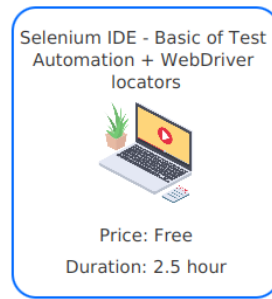 Selenium IDE - Basic of Test
Automation + WebDriver
locators
Price: Free
Duration: 2.5 hour